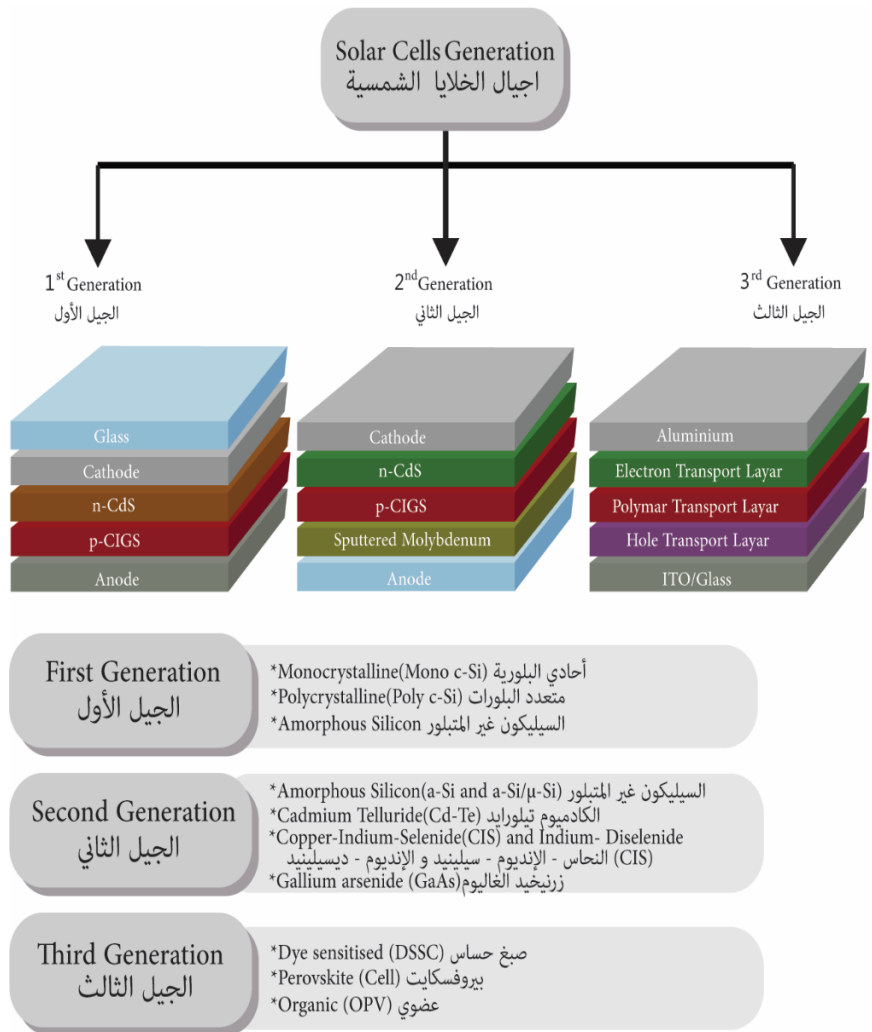 Solar Cells Generation
اجيال الخلايا الشمسية
1st Generation
الجيل الأول
2nd Generation
الجيل الثاني
3rd Generation
الجيل الثالث
Glass
Cathode
n-CdS
p-CIGS
Anode
Cathode
n-CdS
p-CIGS
Sputtered Molybdenum
Anode
Aluminium
Electron Transport Layar
Polymar Transport Layar
Hole Transport Layar
ITO/Glass
First Generation
الجيل الأول
*Monocrystalline(Mono c-Si) أحادي البلورية
*Polycrystalline(Poly c-Si) متعدد البلورات
*Amorphous Silicon السيليكون غير المتبلور
Second Generation
الجيل الثاني
*Amorphous Silicon(a-Si and a-Si/μ-Si) السيليكون غير المتبلور
*Cadmium Telluride(Cd-Te) الكادميوم تيلورايد
*Copper-Indium-Selenide(CIS) and Indium- Diselenide
(CIS) النحاس - الإنديوم - سيلينيد و الإنديوم - ديسيلينيد
*Gallium arsenide (GaAs)زرنيخيد الغاليوم
Third Generation
الجيل الثالث
*Dye sensitised (DSSC) صبغ حساس
*Perovskite (Cell) بيروفسكايت
*Organic (OPV) عضوي